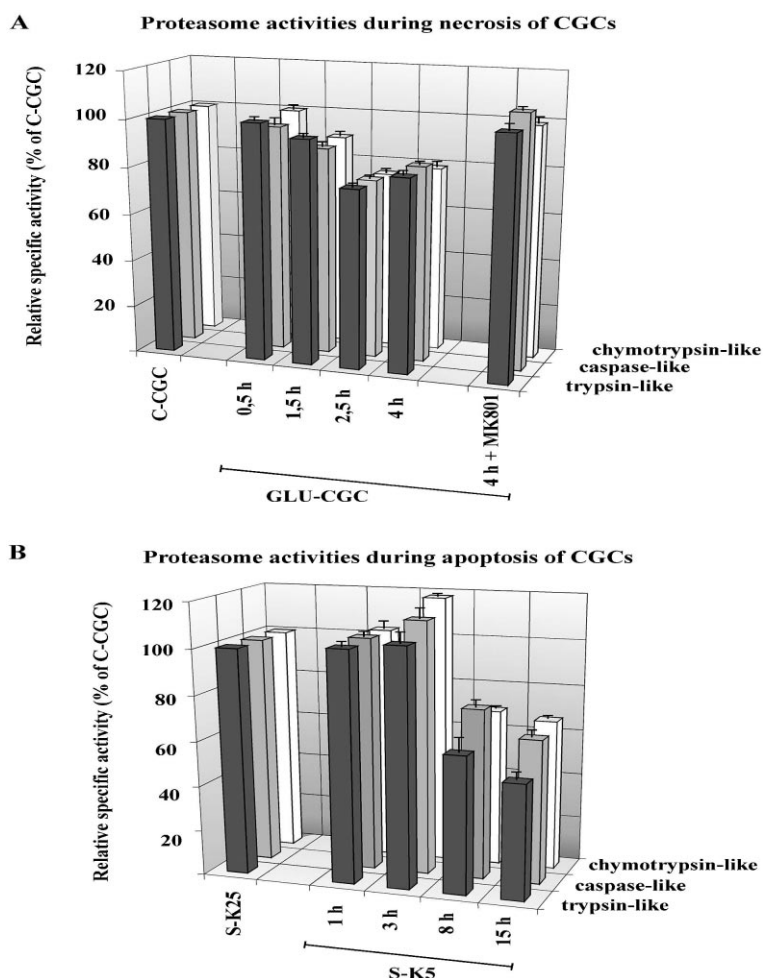 A
Proteasome activities during necrosis of CGCs
Relative specific activity (% of C-CGC)
120
100
80
60
40
20
chymotrypsin-like
caspase-like
trypsin-like
C-CGC
0,5 h
1,5 h
2,5 h
4 h
4 h + MK801
GLU-CGC
B
Proteasome activities during apoptosis of CGCs
Relative specific activity (% of C-CGC)
120
100
80
60
40
20
chymotrypsin-like
caspase-like
trypsin-like
S-K25
1 h
3 h
8 h
15 h
S-K5